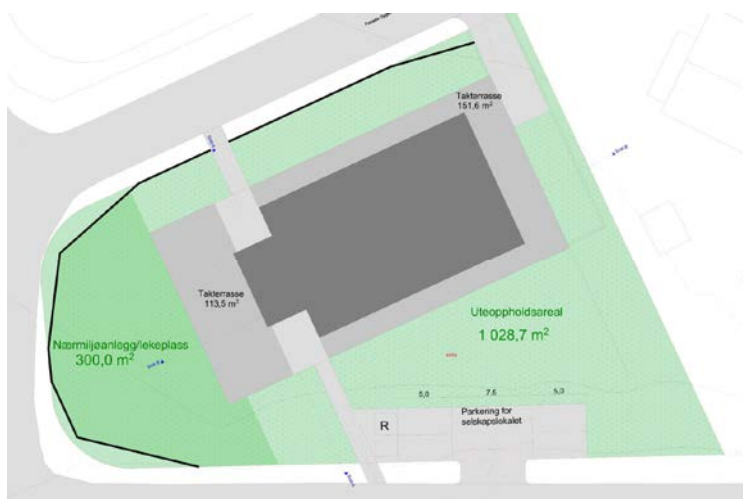 Takterrasse
151,6 m²
Takterrasse
113,5 m²
Uteoppholdsareal
1 028,7 m²
Nærmiljøanlegg/lekeplass
300,0 m²
5,0 7,5 5,0
R
Parkering for
selskapslokalet